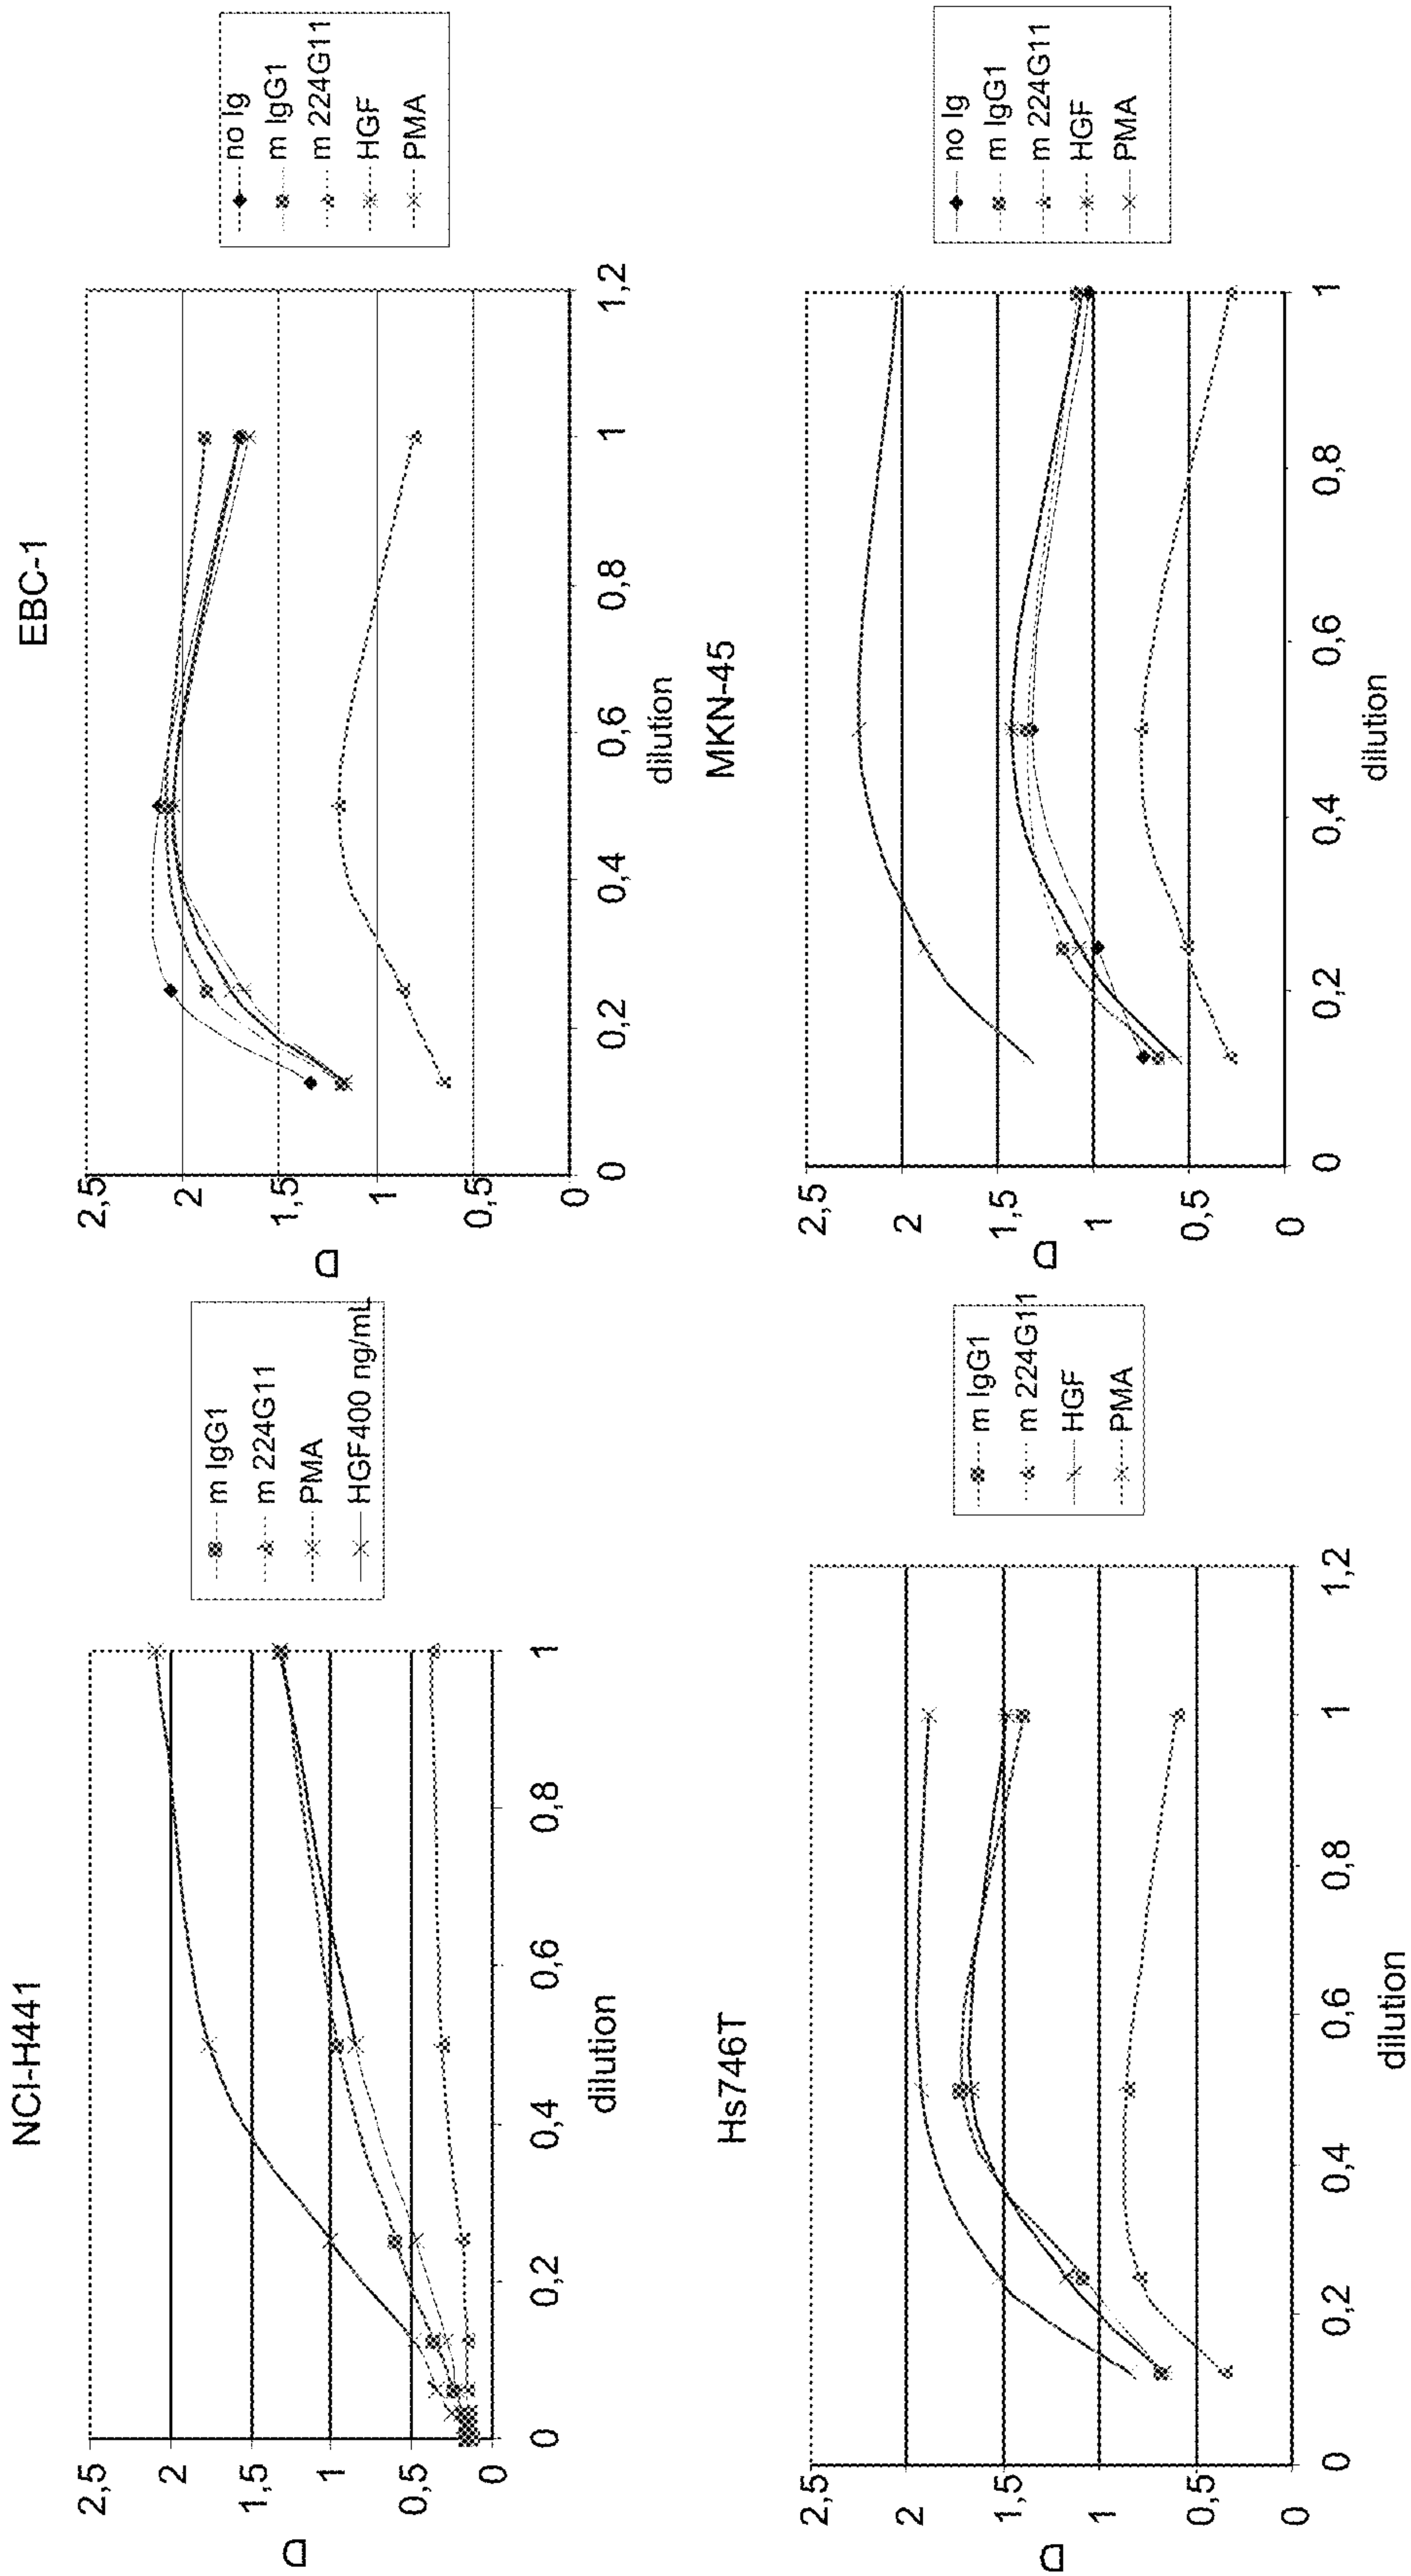 NCI-H441
D
2,5
2
1,5
1
0,5
0
0
0,2
0,4
0,6
0,8
1
dilution
m IgG1
m 224G11
PMA
HGF400 ng/mL
EBC-1
D
2,5
2
1,5
1
0,5
0
0
0,2
0,4
0,6
0,8
1
1,2
dilution
no Ig
m IgG1
m 224G11
HGF
PMA
Hs746T
D
2,5
2
1,5
1
0,5
0
0
0,2
0,4
0,6
0,8
1
1,2
dilution
m IgG1
m 224G11
HGF
PMA
MKN-45
D
2,5
2
1,5
1
0,5
0
0
0,2
0,4
0,6
0,8
1
dilution
no Ig
m IgG1
m 224G11
HGF
PMA